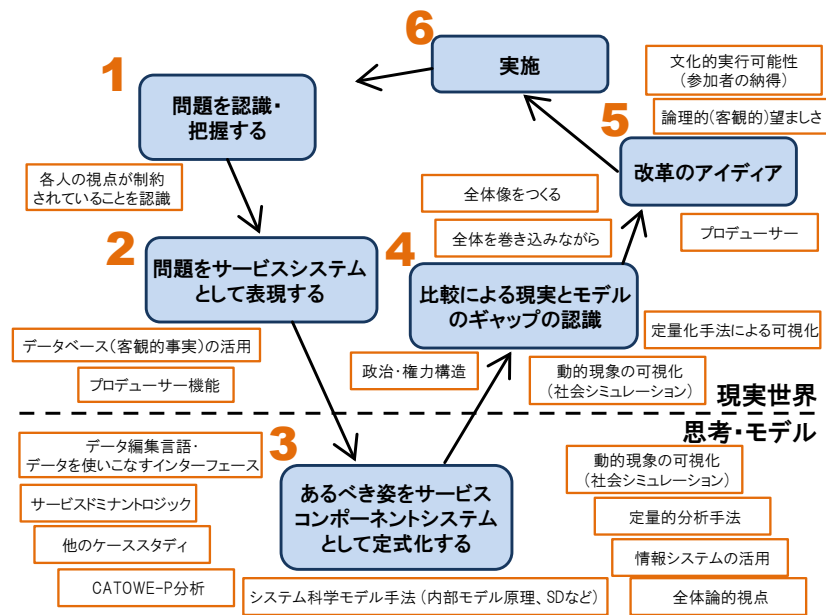 6
実施
文化的実行可能性
(参加者の納得)
論理的(客観的)望ましさ
1
問題を認識・
把握する
5
改革のアイディア
各人の視点が制約
されていることを認識
全体像をつくる
プロデューサー
全体を巻き込みながら
2
問題をサービスシステム
として表現する
4
比較による現実とモデル
のギャップの認識
定量化手法による可視化
データベース(客観的事実)の活用
プロデューサー機能
政治・権力構造
動的現象の可視化
(社会シミュレーション)
現実世界
思考・モデル
データ編集言語・
データを使いこなすインターフェース
3
あるべき姿をサービス
コンポーネントシステム
として定式化する
動的現象の可視化
(社会シミュレーション)
サービスドミナントロジック
定量的分析手法
他のケーススタディ
情報システムの活用
CATOWE-P分析
システム科学モデル手法(内部モデル原理、SDなど)
全体論的視点